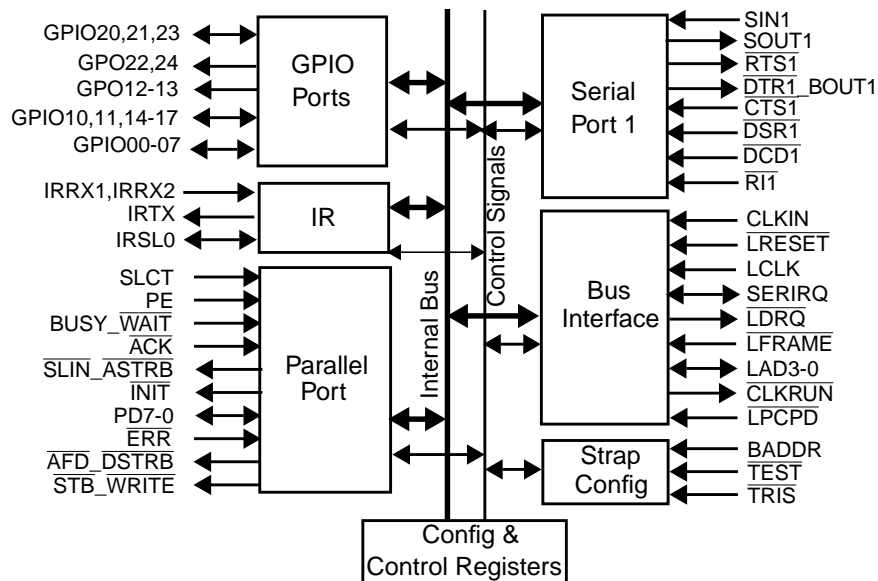 GPIO20,21,23
GPO22,24
GPO12-13
GPIO10,11,14-17
GPIO00-07
GPIO
Ports
IRRX1,IRRX2
IRTX
IRSL0
IR
SLCT
PE
BUSY_WAIT
ACK
SLIN_ASTRB
INIT
PD7-0
ERR
AFD_DSTRB
STB_WRITE
Parallel
Port
Internal Bus
Control Signals
Serial
Port 1
SIN1
SOUT1
RTS1
DTR1_BOUT1
CTS1
DSR1
DCD1
RI1
Bus
Interface
CLKIN
LRESET
LCLK
SERIRQ
LDRQ
LFRAME
LAD3-0
CLKRUN
LPCPD
Strap
Config
BADDR
TEST
TRIS
Config &
Control Registers